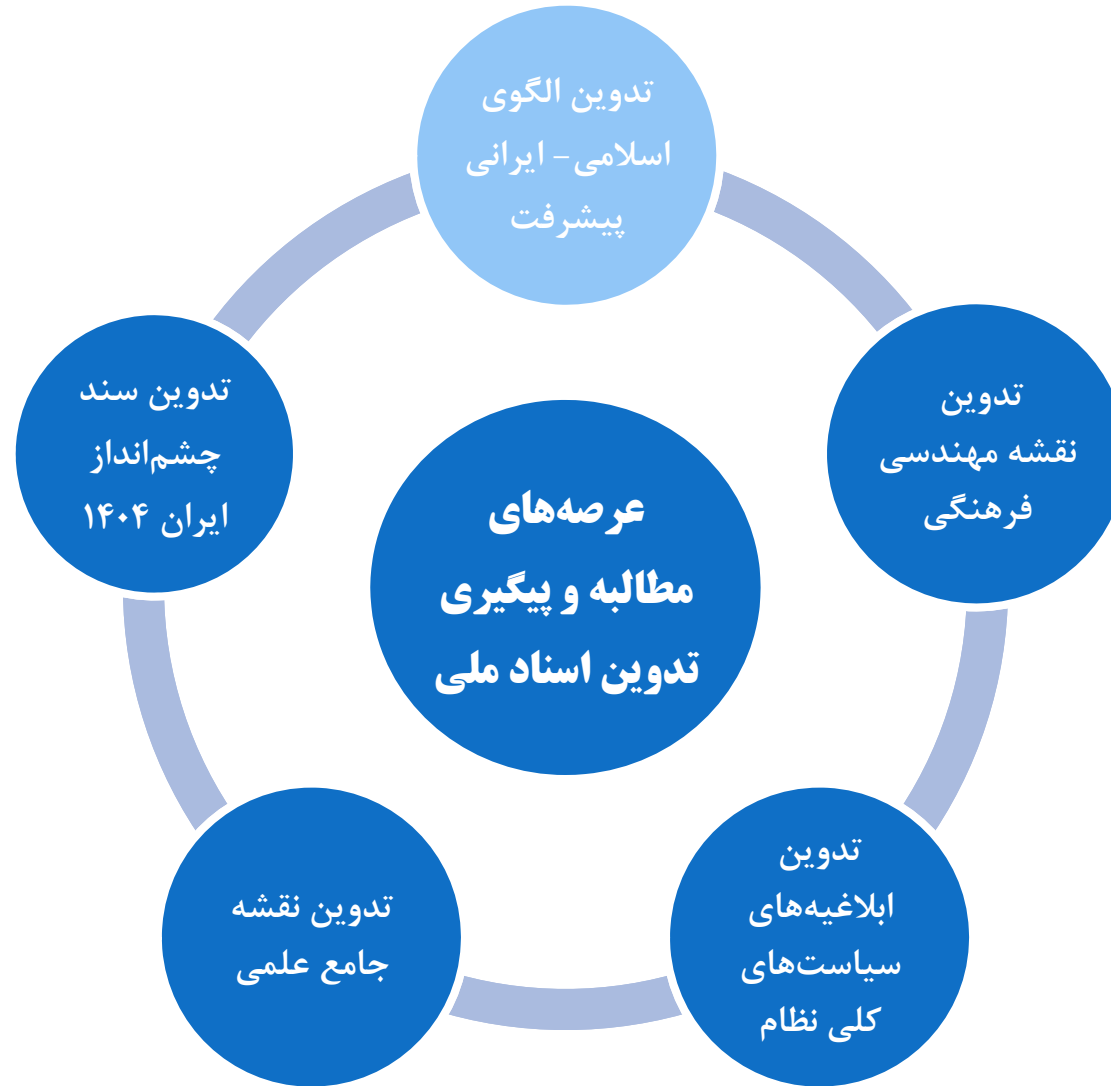 تدوین الگوی
اسلامی- ایرانی
پیشرفت
تدوین
نقشه مهندسی
فرهنگی
تدوین
ابلاغیه‌های
سیاست‌های
کلی نظام
تدوین نقشه
جامع علمی
تدوین سند
چشم‌انداز
ایران ۱۴۰۴
عرصه‌های
مطالبه و پیگیری
تدوین اسناد ملی